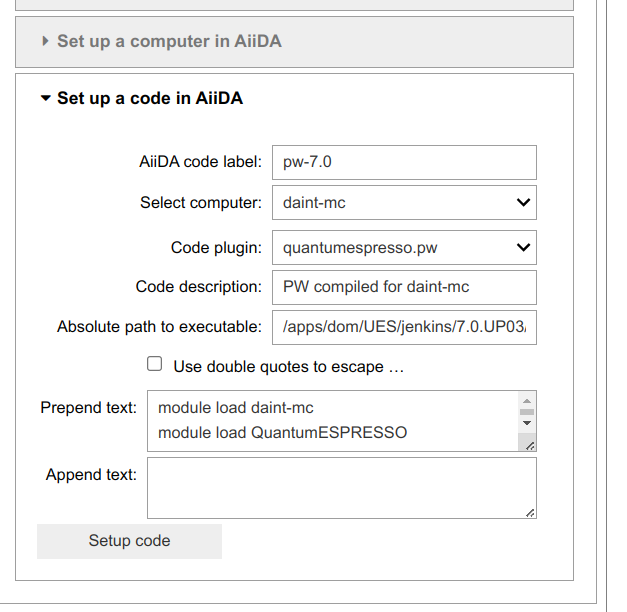 Set up a computer in AiiDA
Set up a code in AiiDA
AiiDA code label: pw-7.0
Select computer: daint-mc
Code plugin: quantumespresso.pw
Code description: PW compiled for daint-mc
Absolute path to executable: /apps/dom/UES/jenkins/7.0.UP03/
Use double quotes to escape …
Prepend text: module load daint-mc
module load QuantumESPRESSO
Append text:
Setup code